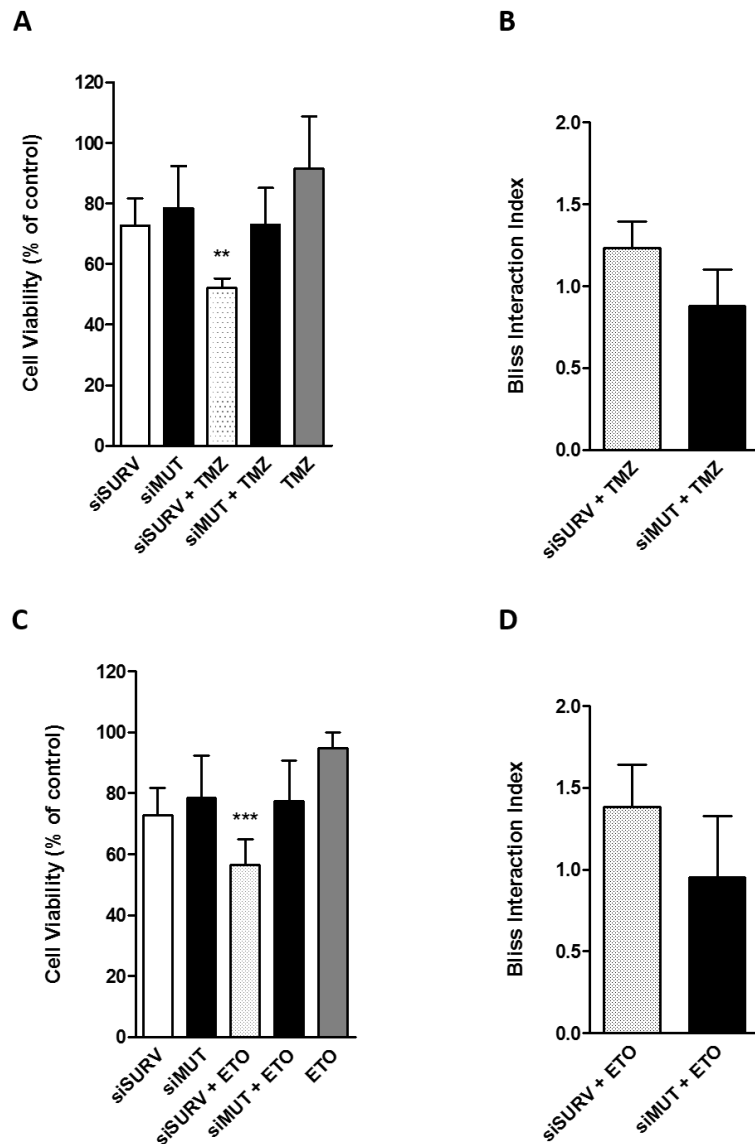 A
Cell Viability (% of control)
120
100
80
60
40
20
0
**
siSURV
siMUT
siSURV + TMZ
siMUT + TMZ
TMZ
B
Bliss Interaction Index
2.0
1.5
1.0
0.5
0.0
siSURV + TMZ
siMUT + TMZ
C
Cell Viability (% of control)
120
100
80
60
40
20
0
***
siSURV
siMUT
siSURV + ETO
siMUT + ETO
ETO
D
Bliss Interaction Index
2.0
1.5
1.0
0.5
0.0
siSURV + ETO
siMUT + ETO